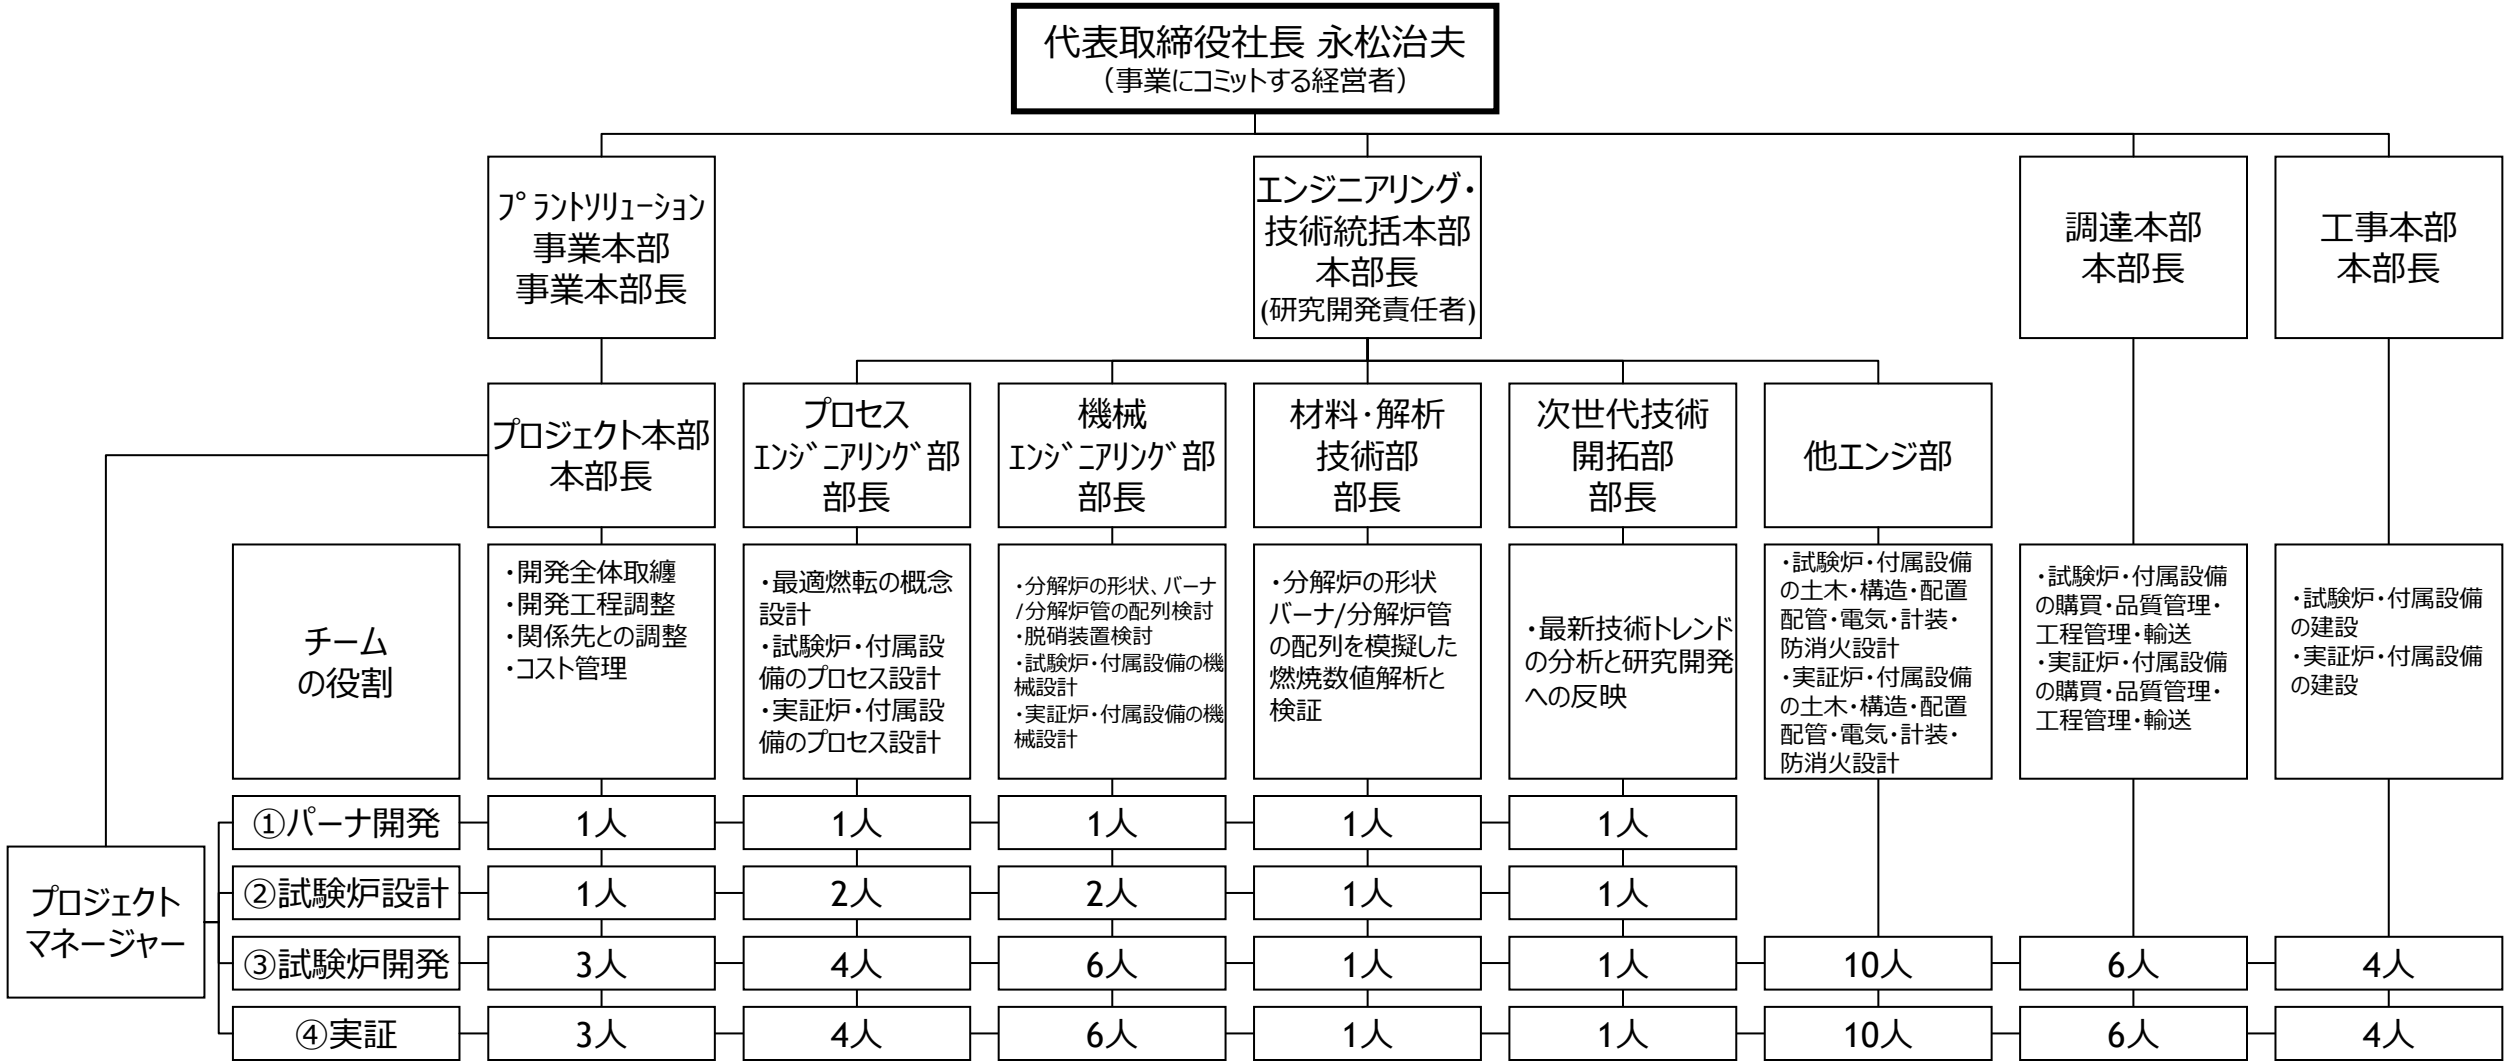 代表取締役社長 永松治夫
（事業にコミットする経営者）
プラントソリューション
事業本部
事業本部長
エンジニアリング・
技術統括本部
本部長
(研究開発責任者)
調達本部
本部長
工事本部
本部長
プロジェクト本部
本部長
プロセス
エンジニアリング部
部長
機械
エンジニアリング部
部長
材料・解析
技術部
部長
次世代技術
開拓部
部長
他エンジ部
チーム
の役割
・開発全体取纏
・開発工程調整
・関係先との調整
・コスト管理
・最適燃転の概念
設計
・試験炉・付属設
備のプロセス設計
・実証炉・付属設
備のプロセス設計
・分解炉の形状、バーナ
/分解炉管の配列検討
・脱硝装置検討
・試験炉・付属設備の機
械設計
・実証炉・付属設備の機
械設計
・分解炉の形状
バーナ/分解炉管
の配列を模擬した
燃焼数値解析と
検証
・最新技術トレンド
の分析と研究開発
への反映
・試験炉・付属設備
の土木・構造・配置
配管・電気・計装・
防消火設計
・実証炉・付属設備
の土木・構造・配置
配管・電気・計装・
防消火設計
・試験炉・付属設備
の購買・品質管理・
工程管理・輸送
・実証炉・付属設備
の購買・品質管理・
工程管理・輸送
・試験炉・付属設備
の建設
・実証炉・付属設備
の建設
プロジェクト
マネージャー
①パーナ開発
1人
1人
1人
1人
1人
②試験炉設計
1人
2人
2人
1人
1人
③試験炉開発
3人
4人
6人
1人
1人
10人
6人
4人
④実証
3人
4人
6人
1人
1人
10人
6人
4人